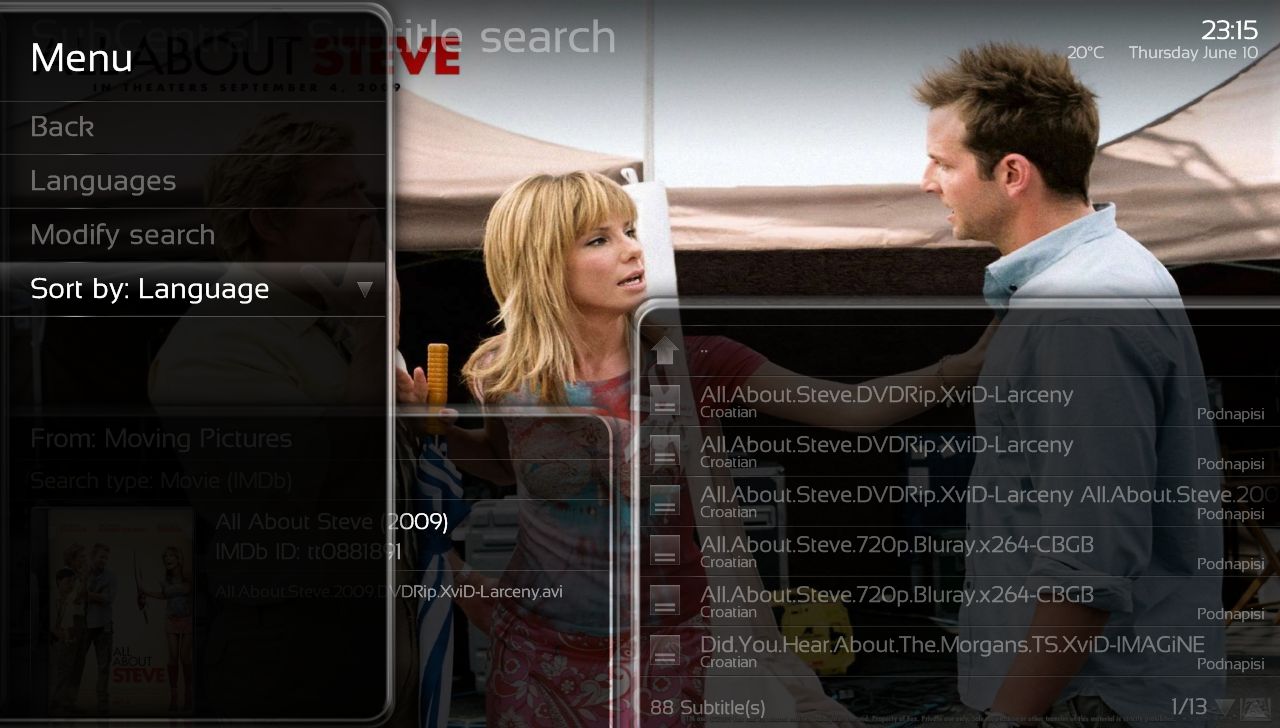 SubCentral - Subtitle search
ALL ABOUT STEVE
IN THEATERS SEPTEMBER 4, 2009
23:15
20°C Thursday June 10
Menu
Back
Languages
Modify search
Sort by: Language
From: Moving Pictures
Search type: Movie (IMDb)
All About Steve (2009)
IMDb ID: tt0881891
All.About.Steve.2009.DVDRip.XviD-Larceny.avi
ALL
ABOUT
STEVE
..
All.About.Steve.DVDRip.XviD-Larceny
Croatian Podnapisi
All.About.Steve.DVDRip.XviD-Larceny
Croatian Podnapisi
All.About.Steve.DVDRip.XviD-Larceny All.About.Steve.200
Croatian Podnapisi
All.About.Steve.720p.Bluray.x264-CBGB
Croatian Podnapisi
All.About.Steve.720p.Bluray.x264-CBGB
Croatian Podnapisi
Did.You.Hear.About.The.Morgans.TS.XviD-IMAGiNE
Croatian Podnapisi
88 Subtitle(s) 1/13